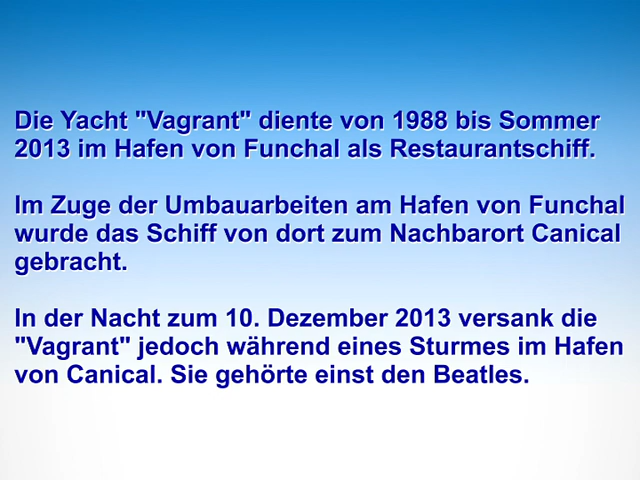 Die Yacht "Vagrant" diente von 1988 bis Sommer
2013 im Hafen von Funchal als Restaurantschiff.
Im Zuge der Umbauarbeiten am Hafen von Funchal
wurde das Schiff von dort zum Nachbarort Canical
gebracht.
In der Nacht zum 10. Dezember 2013 versank die
"Vagrant" jedoch während eines Sturmes im Hafen
von Canical. Sie gehörte einst den Beatles.